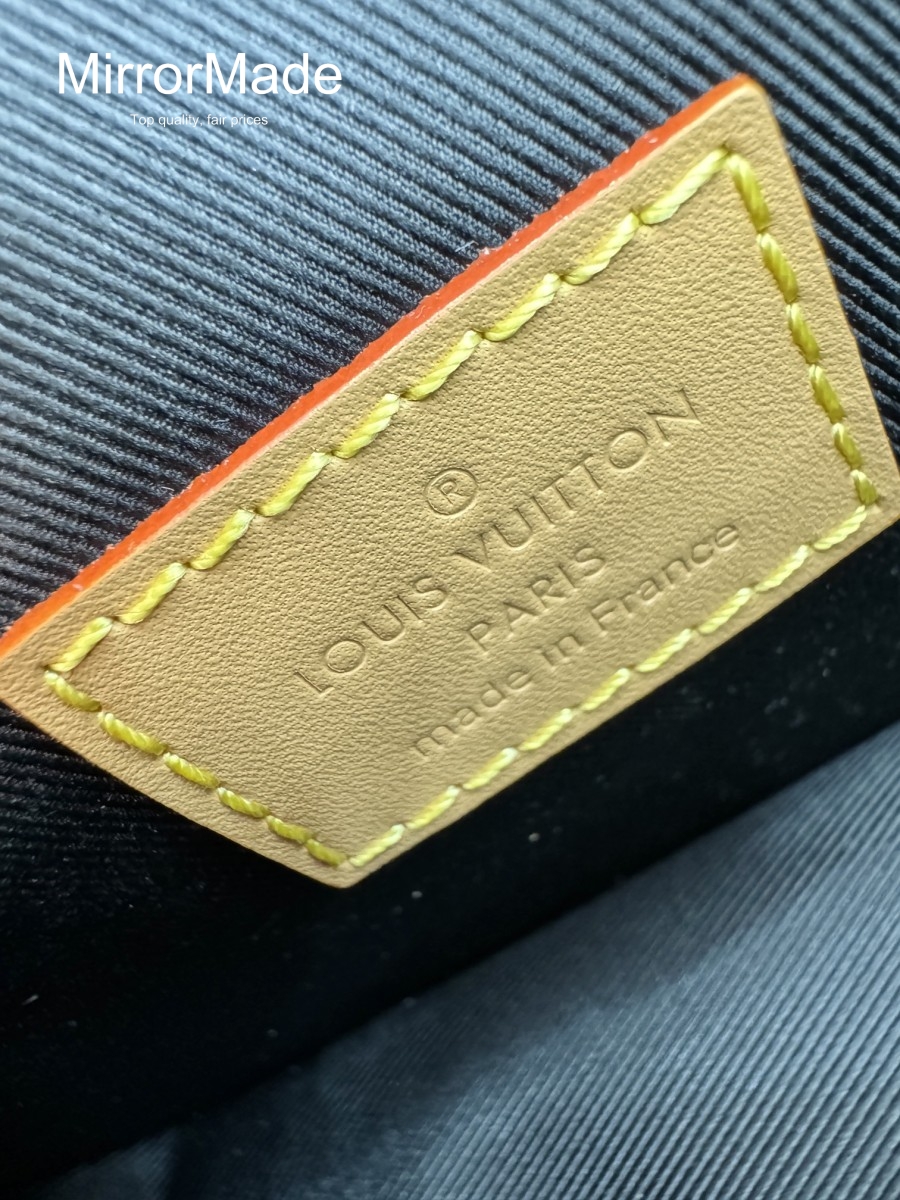 MirrorMade
Top quality, fair prices
®
LOUIS VUITTON
PARIS
made in France